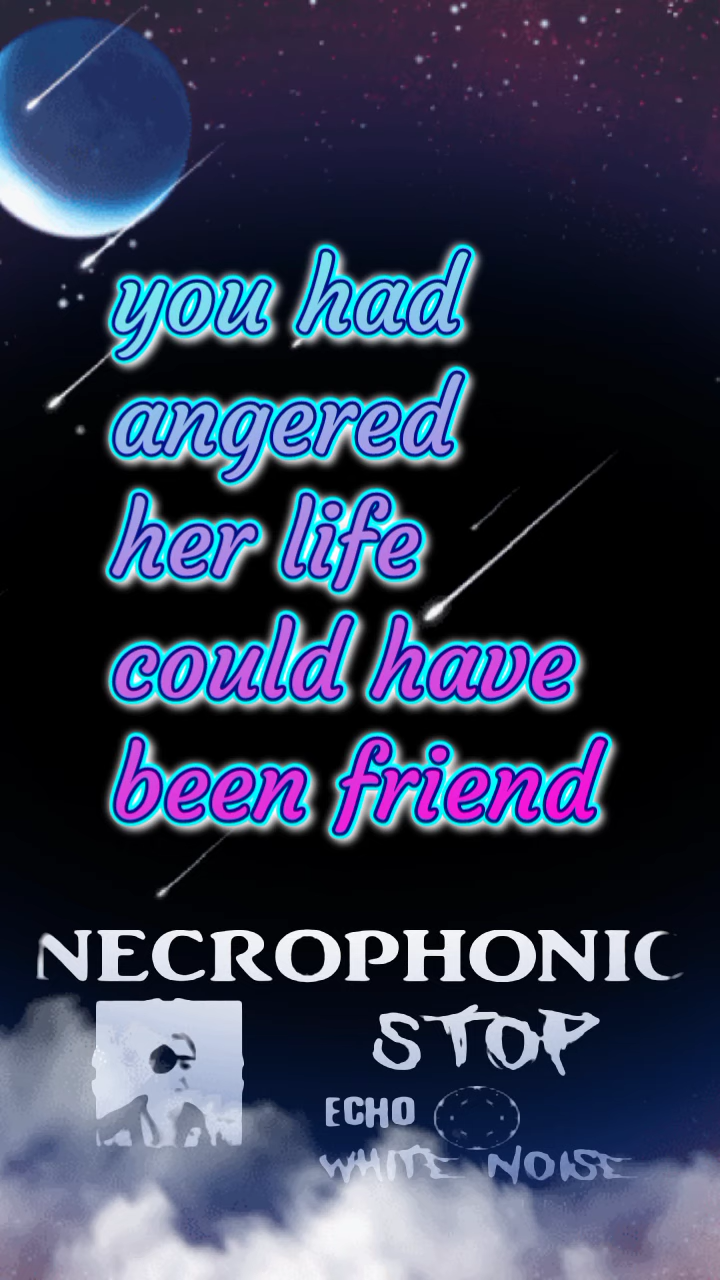 you had
angered
her life
could have
been friend
NECROPHONIC
STOP
ECHO
WHITE NOISE